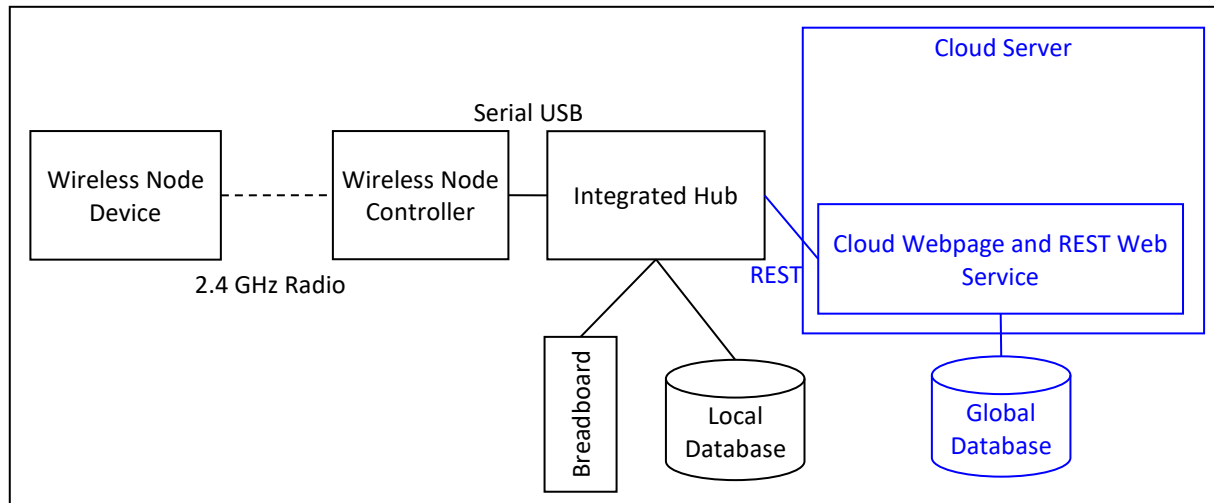 Cloud Server
Serial USB
Wireless Node
Device
Wireless Node
Controller
Integrated Hub
Cloud Webpage and REST Web
Service
REST
2.4 GHz Radio
Breadboard
Local
Database
Global
Database